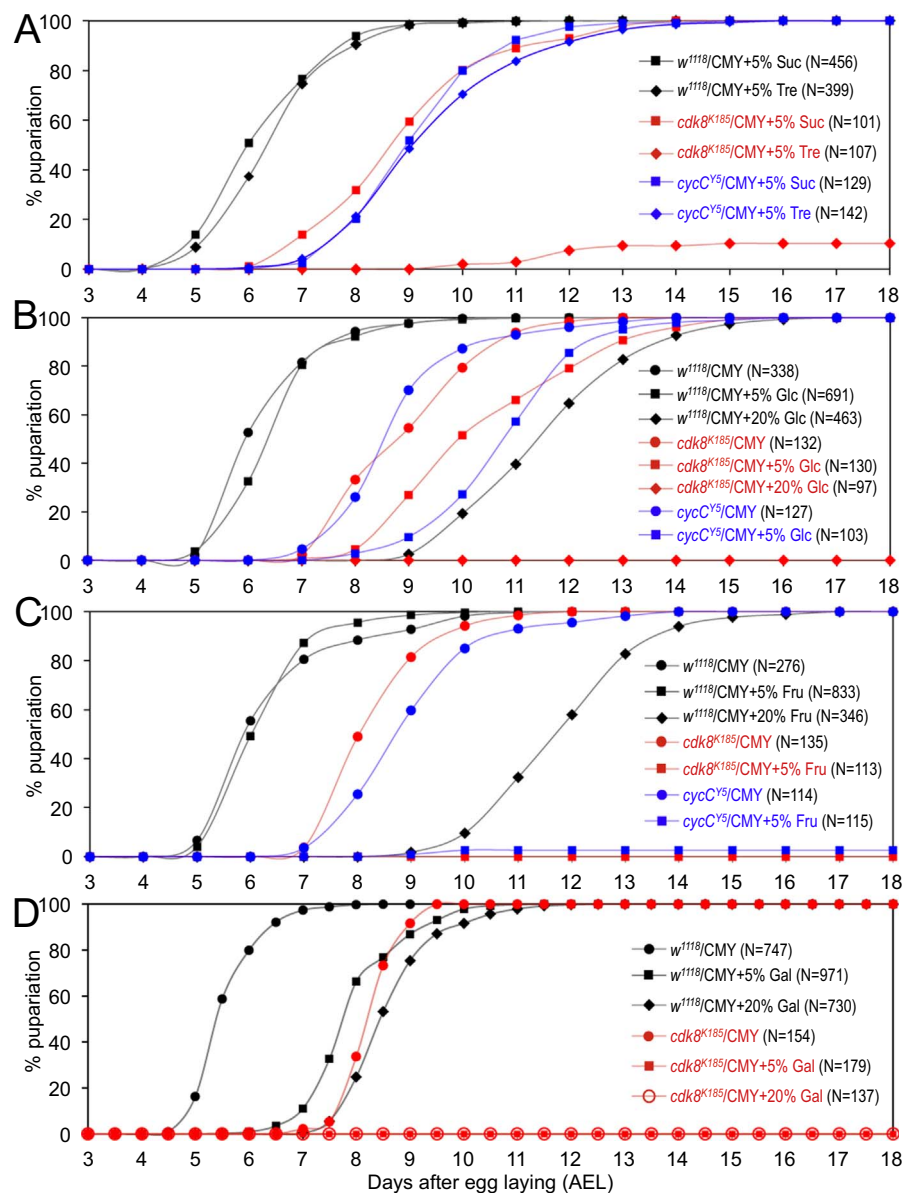 A
% pupariation
100
80
60
40
20
0
w1118/CMY+5% Suc (N=456)
w1118/CMY+5% Tre (N=399)
cdk8K185/CMY+5% Suc (N=101)
cdk8K185/CMY+5% Tre (N=107)
cycCY5/CMY+5% Suc (N=129)
cycCY5/CMY+5% Tre (N=142)
3 4 5 6 7 8 9 10 11 12 13 14 15 16 17 18
B
% pupariation
100
80
60
40
20
0
w1118/CMY (N=338)
w1118/CMY+5% Glc (N=691)
w1118/CMY+20% Glc (N=463)
cdk8K185/CMY (N=132)
cdk8K185/CMY+5% Glc (N=130)
cdk8K185/CMY+20% Glc (N=97)
cycCY5/CMY (N=127)
cycCY5/CMY+5% Glc (N=103)
3 4 5 6 7 8 9 10 11 12 13 14 15 16 17 18
C
% pupariation
100
80
60
40
20
0
w1118/CMY (N=276)
w1118/CMY+5% Fru (N=833)
w1118/CMY+20% Fru (N=346)
cdk8K185/CMY (N=135)
cdk8K185/CMY+5% Fru (N=113)
cycCY5/CMY (N=114)
cycCY5/CMY+5% Fru (N=115)
3 4 5 6 7 8 9 10 11 12 13 14 15 16 17 18
D
% pupariation
100
80
60
40
20
0
w1118/CMY (N=747)
w1118/CMY+5% Gal (N=971)
w1118/CMY+20% Gal (N=730)
cdk8K185/CMY (N=154)
cdk8K185/CMY+5% Gal (N=179)
cdk8K185/CMY+20% Gal (N=137)
3 4 5 6 7 8 9 10 11 12 13 14 15 16 17 18
Days after egg laying (AEL)